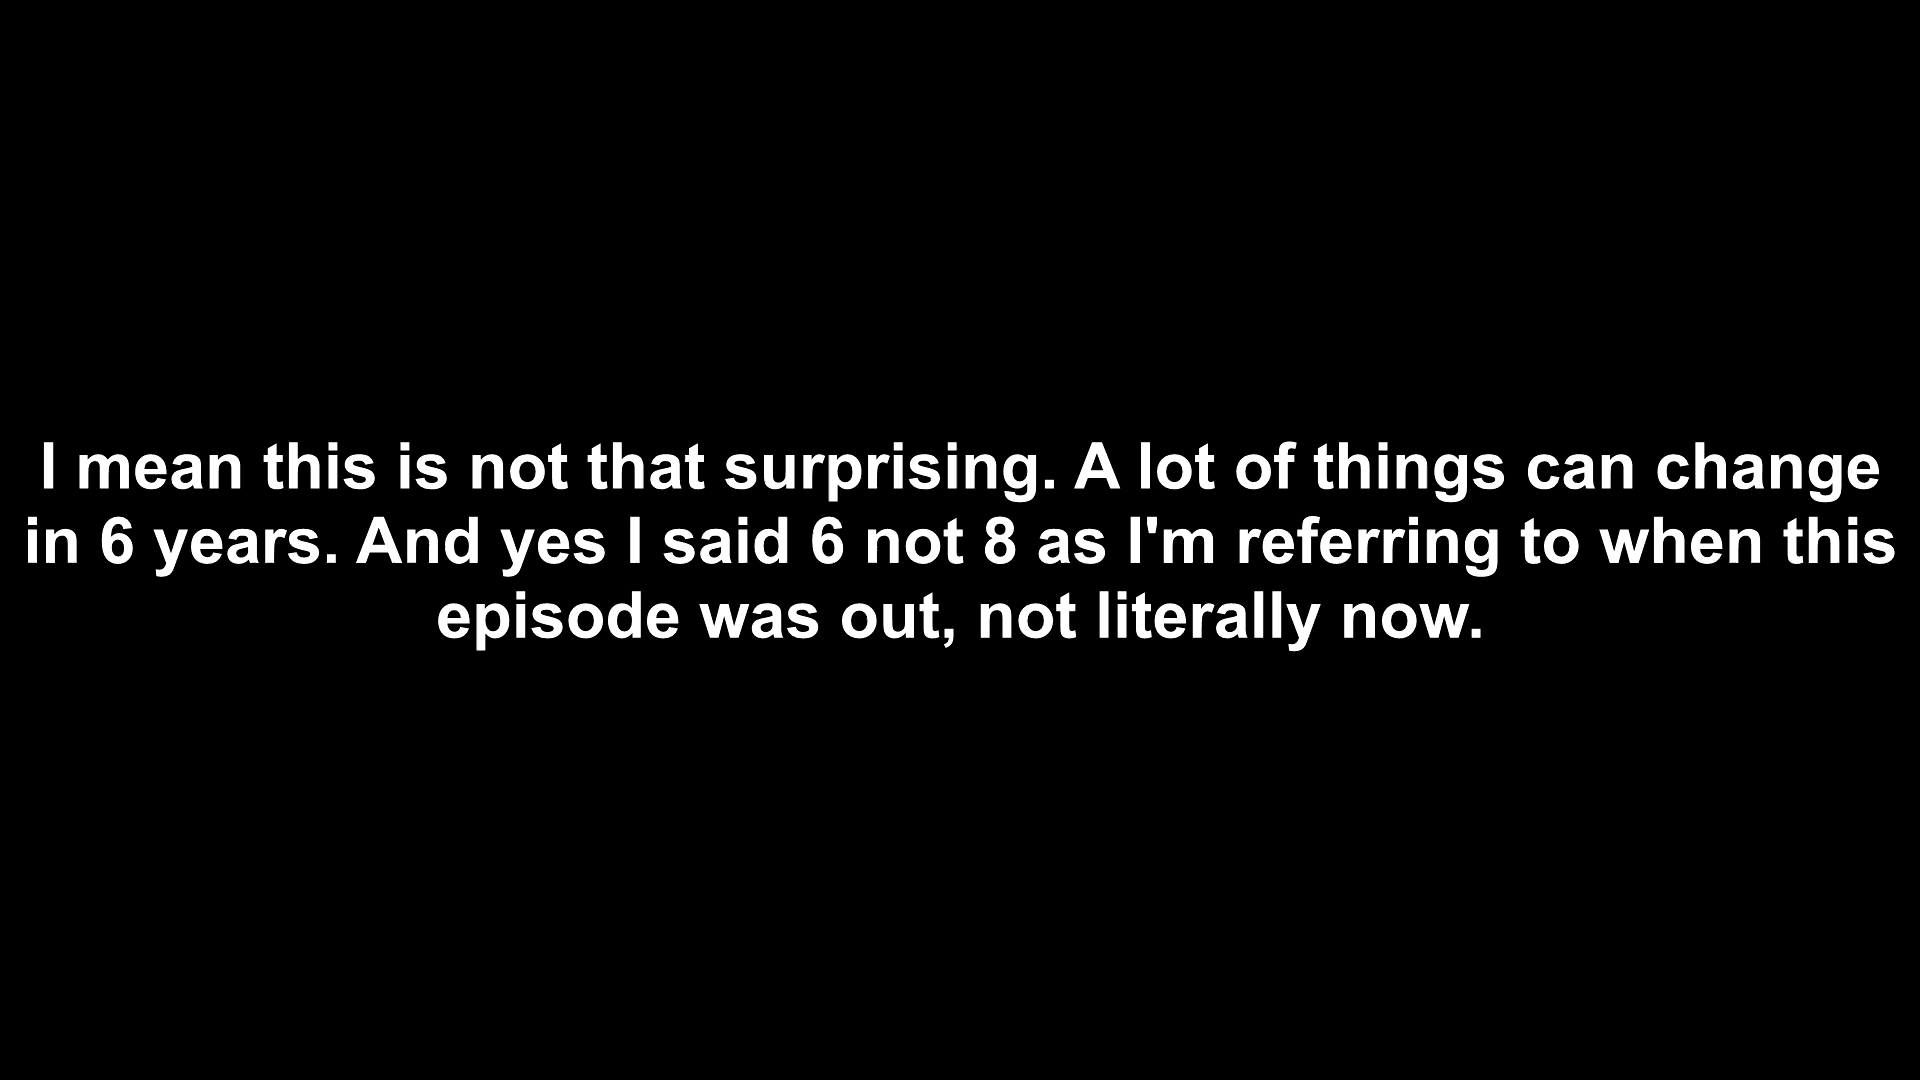 I mean this is not that surprising. A lot of things can change
in 6 years. And yes I said 6 not 8 as I'm referring to when this
episode was out, not literally now.